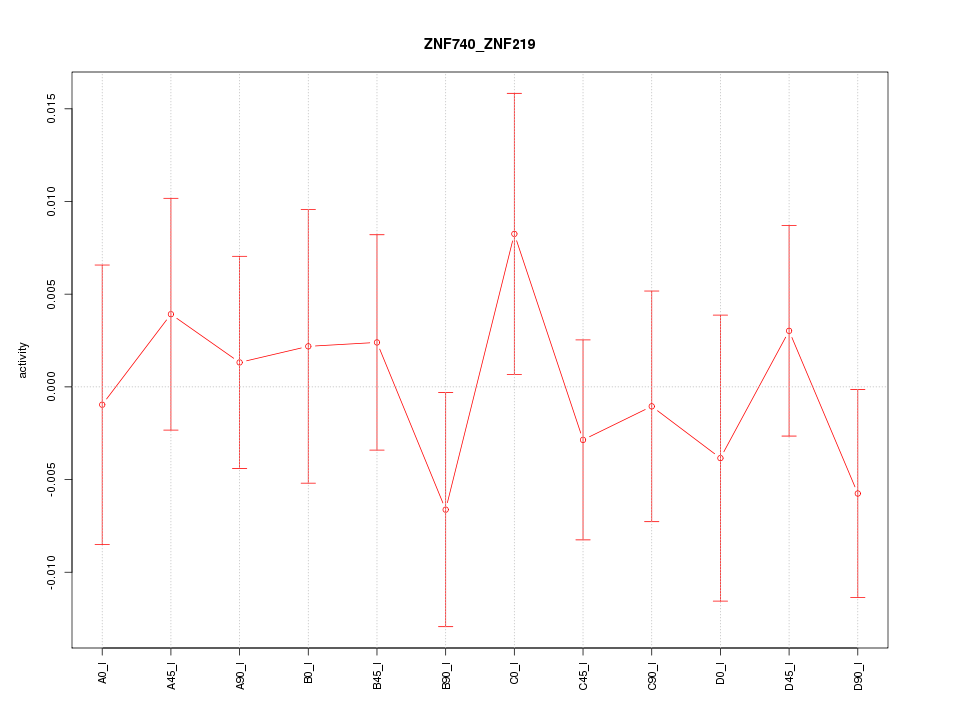 ZNF740_ZNF219
activity
0.015
0.010
0.005
0.000
-0.005
-0.010
A0_I
A45_I
A90_I
B0_I
B45_I
B90_I
C0_I
C45_I
C90_I
D0_I
D45_I
D90_I